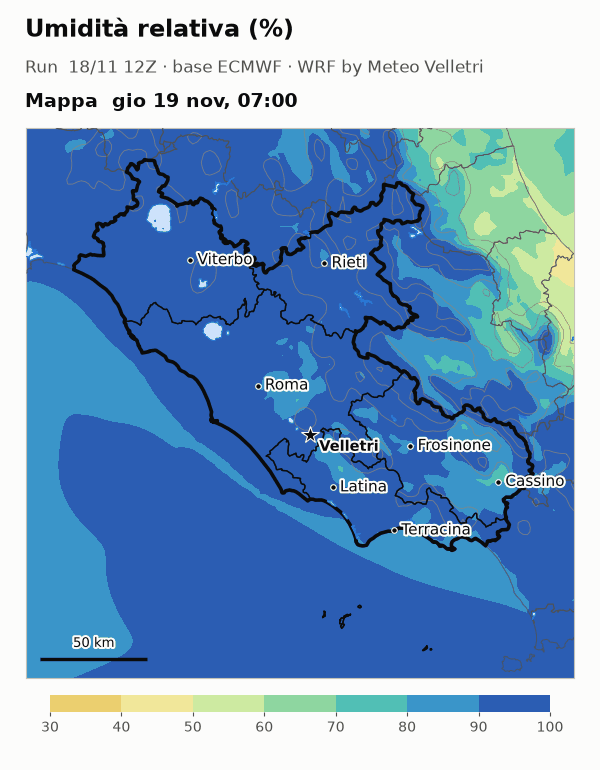 Umidità relativa (%)
Run  18/11 12Z · base ECMWF · WRF by Meteo Velletri
Mappa  gio 19 nov, 07:00
Viterbo
Rieti
Roma
Velletri
Frosinone
Cassino
Latina
Terracina
50 km
30 40 50 60 70 80 90 100